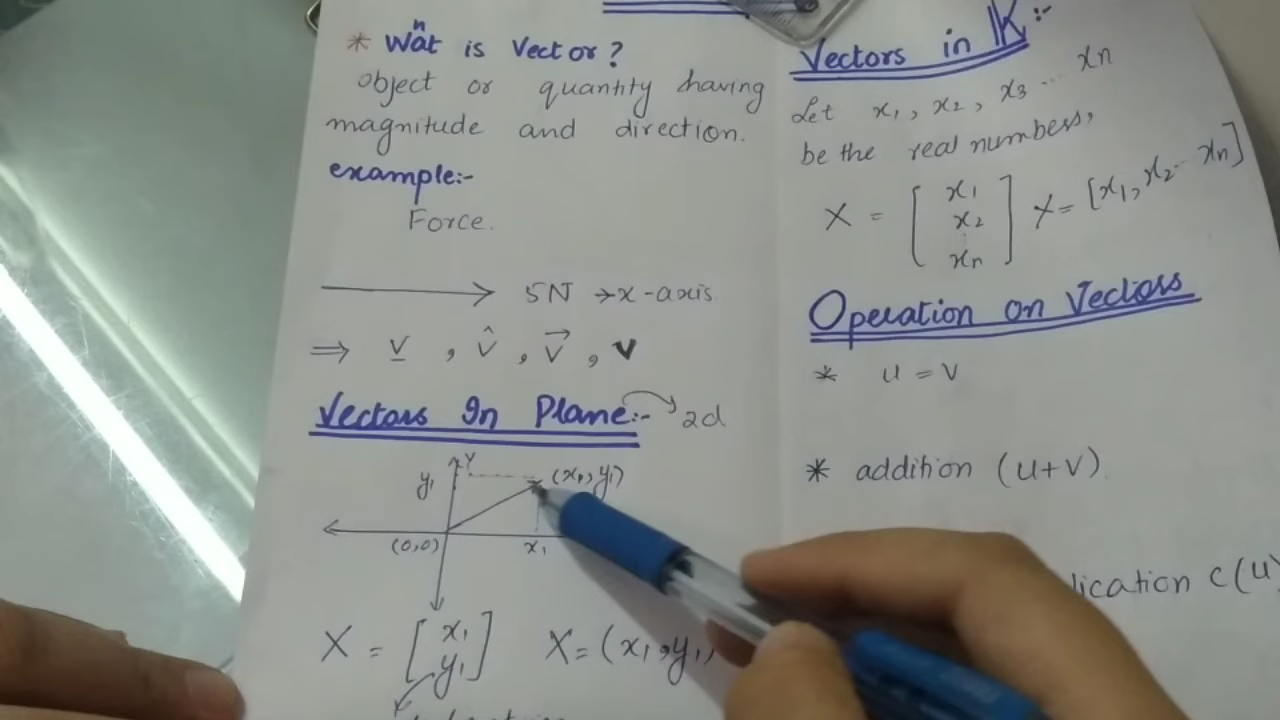 * What is Vector?
object or quantity having
magnitude and direction.
example:-
Force.
5N → x-axis
⇒ v̲ , v̂ , v⃗ , v
Vectors In Plane:- → 2d
Y
y₁
(x₁, y₁)
(0,0)
x₁
X = [x₁
y₁] X = (x₁, y₁)
Vectors in ℝ:-
Let x₁, x₂, x₃ ... xn
be the real numbers,
X = [x₁
x₂
⋮
xn] X = [x₁, x₂ ... xn]
Operation on Vectors
* u = v
* addition (u+v).
lication c(u)